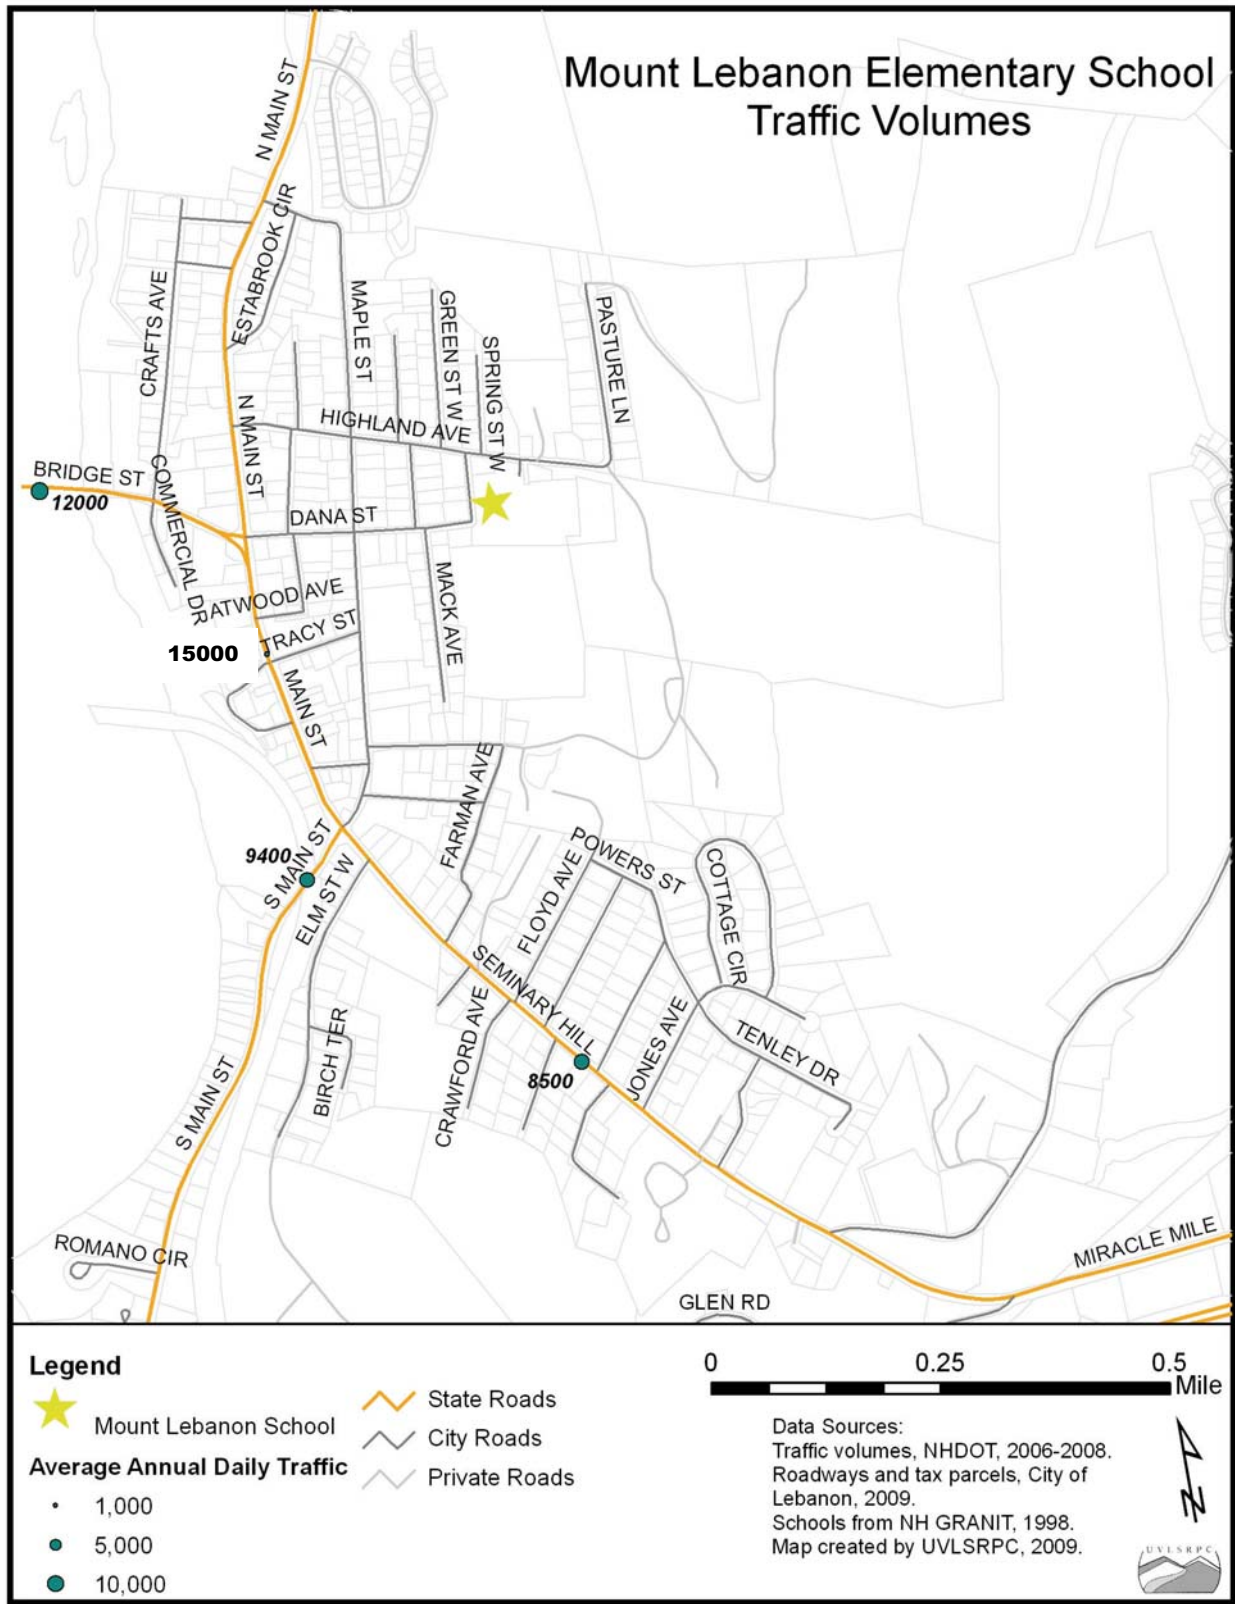 Mount Lebanon Elementary School
Traffic Volumes
N MAIN ST
ESTABROOK CIR
CRAFTS AVE
MAPLE ST
GREEN ST W
SPRING ST W
PASTURE LN
N MAIN ST
HIGHLAND AVE
BRIDGE ST
12000
COMMERCIAL DR
DANA ST
ATWOOD AVE
MACK AVE
TRACY ST
15000
MAIN ST
FARMAN AVE
S MAIN ST
9400
ELM ST W
FLOYD AVE
POWERS ST
COTTAGE CIR
SEMINARY HILL
CRAWFORD AVE
BIRCH TER
8500
JONES AVE
TENLEY DR
S MAIN ST
ROMANO CIR
MIRACLE MILE
GLEN RD
Legend
Mount Lebanon School
Average Annual Daily Traffic
1,000
5,000
10,000
State Roads
City Roads
Private Roads
0 0.25 0.5
Mile
Data Sources:
Traffic volumes, NHDOT, 2006-2008.
Roadways and tax parcels, City of
Lebanon, 2009.
Schools from NH GRANIT, 1998.
Map created by UVLSRPC, 2009.
N
UVLSRPC